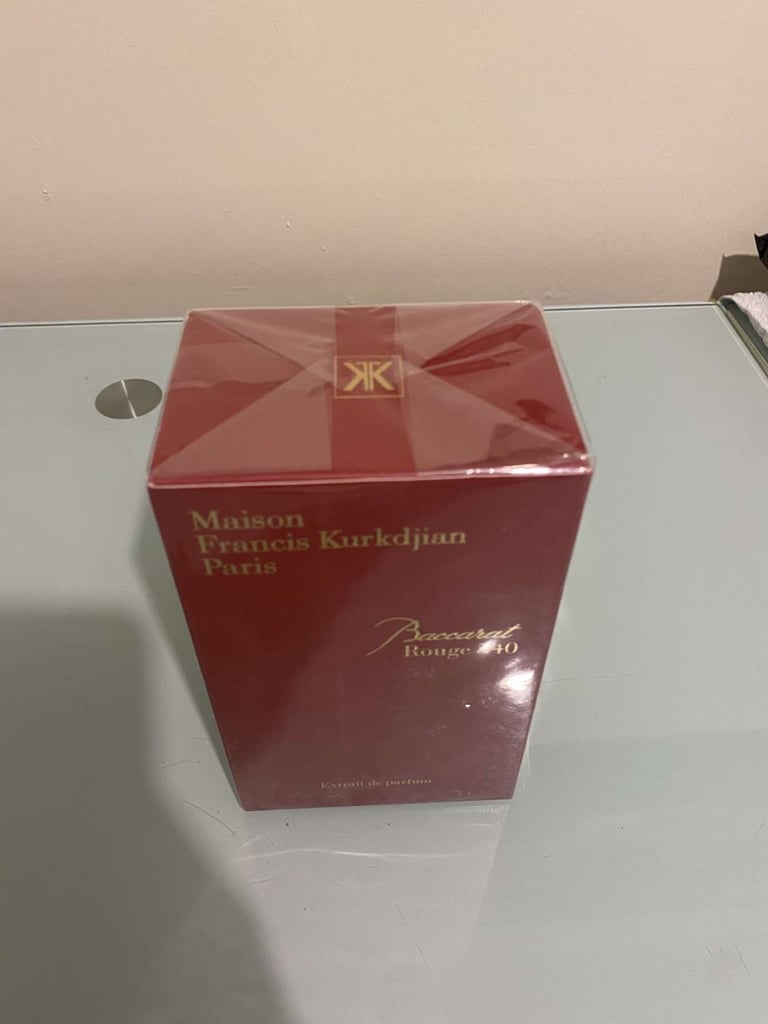 Maison
Francis Kurkdjian
Paris
Baccarat
Rouge
Extrait de parfum